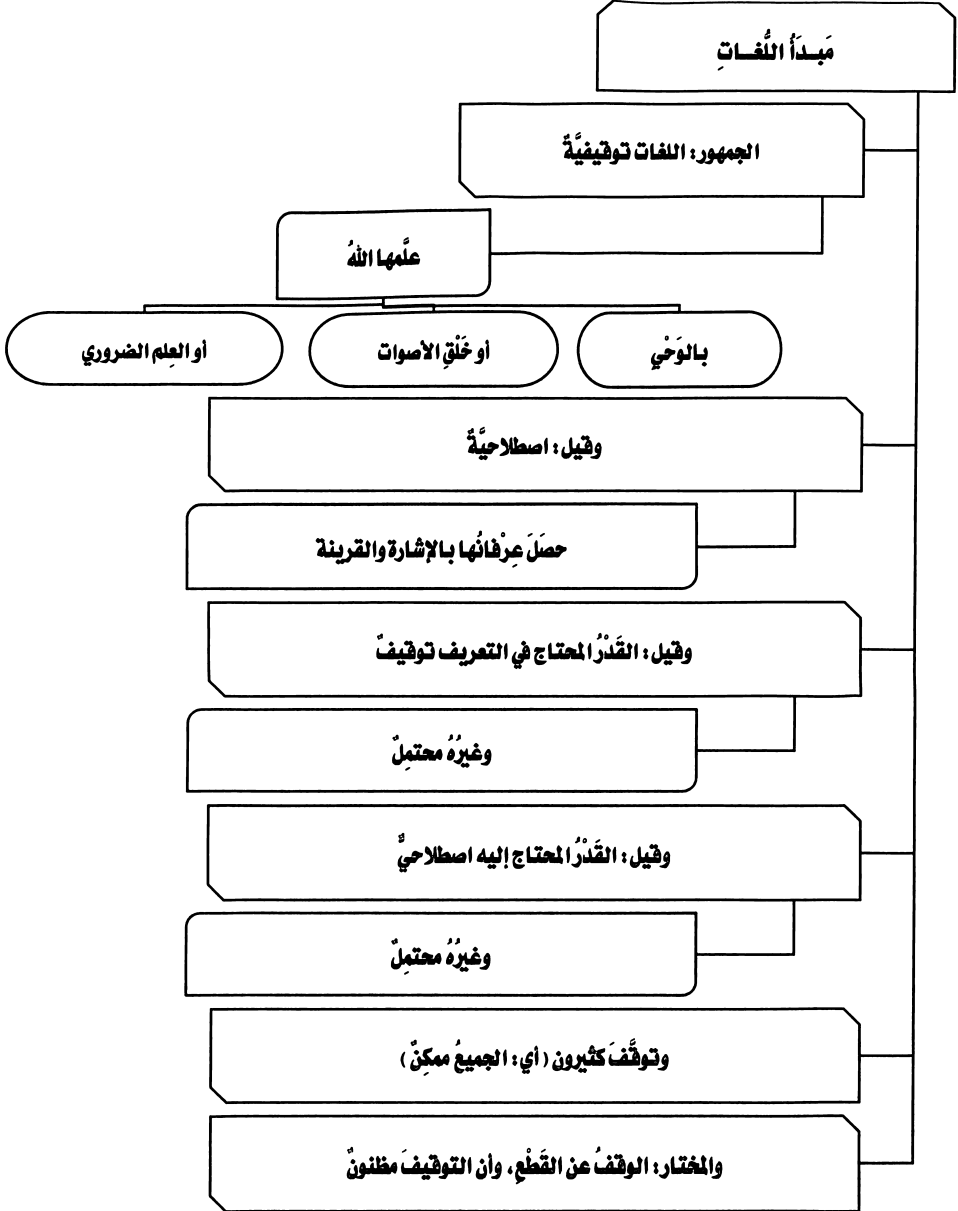 مَبـدَأُ اللُّغـاتِ
الجمهور: اللغات توقيفيَّةٌ
علَّمها اللهُ
بالوَحْيِ
أو خَلْقِ الأصوات
أو العِلم الضروري
وقيل: اصطلاحيَّةٌ
حصَلَ عِرْفانُها بالإشارة والقرينة
وقيل: القَدْرُ المحتاج في التعريف توقيفٌ
وغيرُهُ محتمِلٌ
وقيل: القَدْرُ المحتاج إليه اصطلاحيٌّ
وغيرُهُ محتمِلٌ
وتوقَّفَ كثيرون (أي: الجميعُ ممكِنٌ)
والمختار: الوقفُ عن القَطْعِ، وأن التوقيفَ مظنونٌ